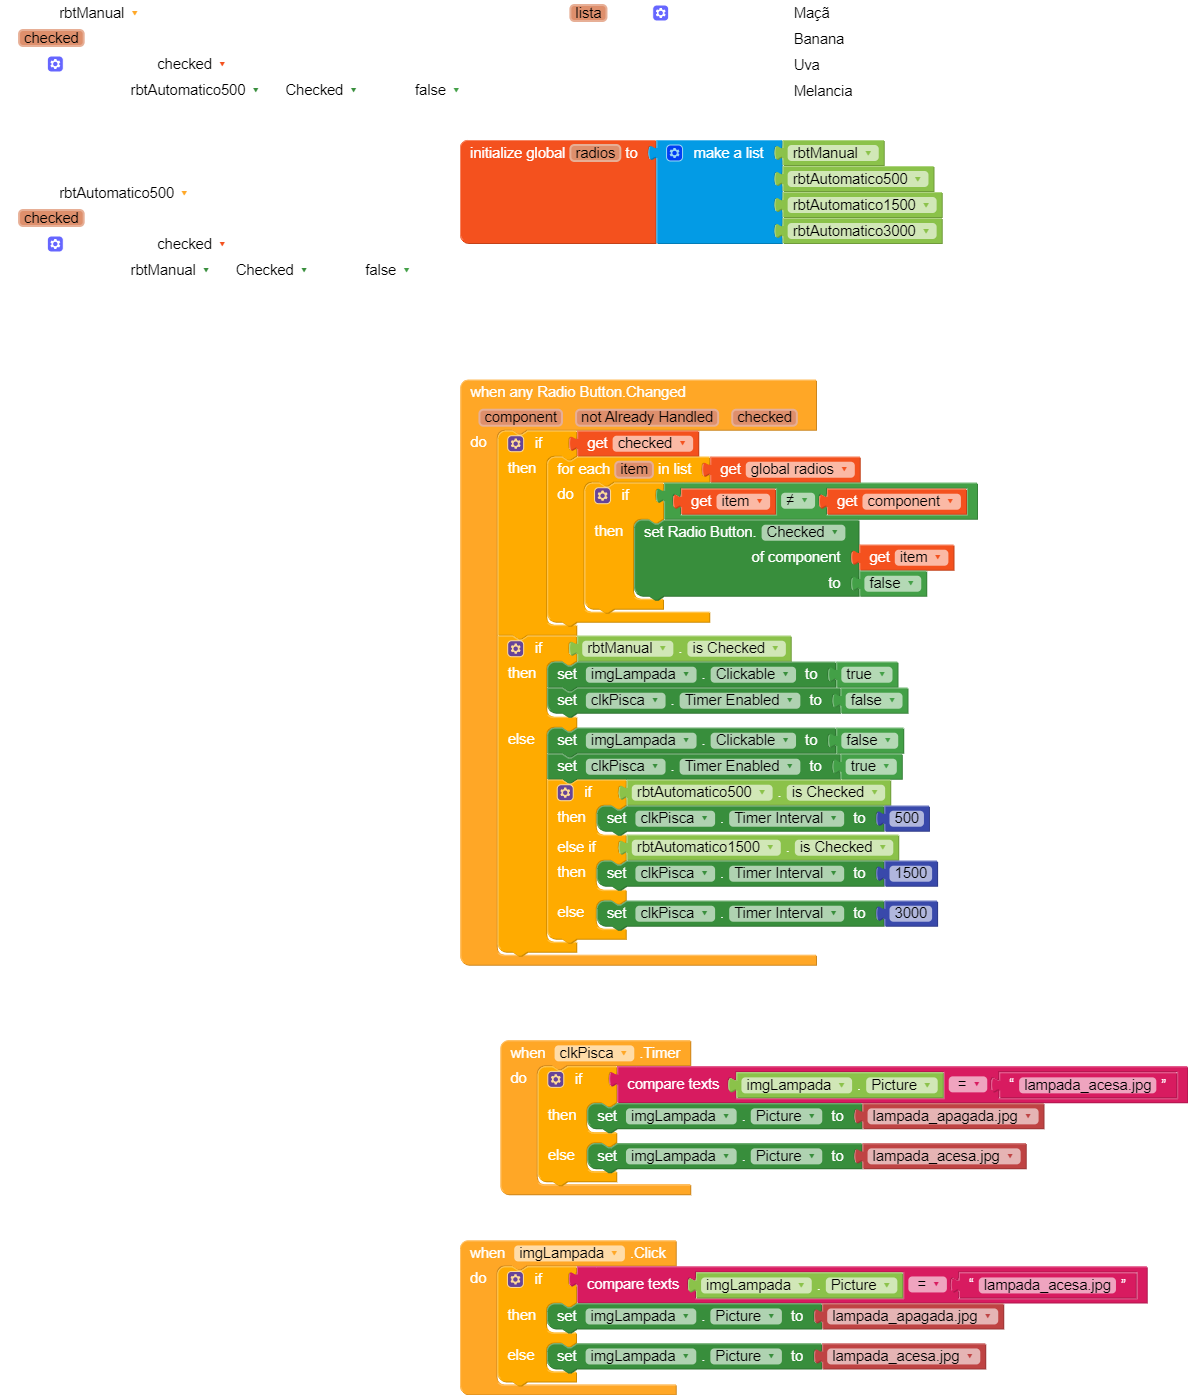 rbtManual
checked
checked
rbtAutomatico500 Checked false
lista
Maçã
Banana
Uva
Melancia
rbtAutomatico500
checked
checked
rbtManual Checked false
initialize global radios to make a list rbtManual
rbtAutomatico500
rbtAutomatico1500
rbtAutomatico3000
when any Radio Button.Changed
component not Already Handled checked
do if get checked
then for each item in list get global radios
do if get item ≠ get component
then set Radio Button. Checked
of component get item
to false
if rbtManual . is Checked
then set imgLampada . Clickable to true
set clkPisca . Timer Enabled to false
else set imgLampada . Clickable to false
set clkPisca . Timer Enabled to true
if rbtAutomatico500 . is Checked
then set clkPisca . Timer Interval to 500
else if rbtAutomatico1500 . is Checked
then set clkPisca . Timer Interval to 1500
else set clkPisca . Timer Interval to 3000
when clkPisca .Timer
do if compare texts imgLampada . Picture = “ lampada_acesa.jpg ”
then set imgLampada . Picture to lampada_apagada.jpg
else set imgLampada . Picture to lampada_acesa.jpg
when imgLampada .Click
do if compare texts imgLampada . Picture = “ lampada_acesa.jpg ”
then set imgLampada . Picture to lampada_apagada.jpg
else set imgLampada . Picture to lampada_acesa.jpg